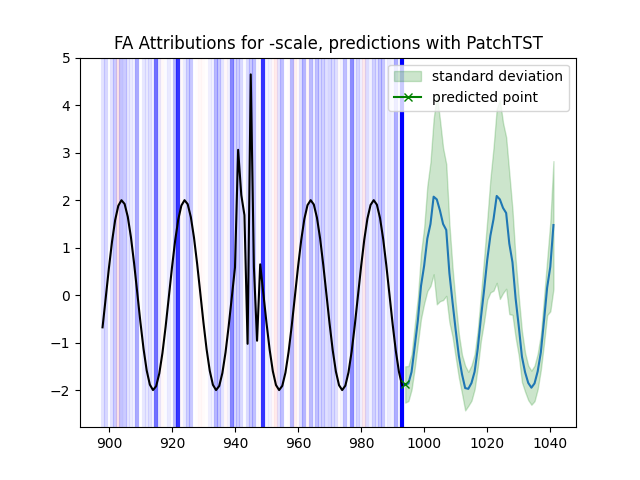 FA Attributions for -scale, predictions with PatchTST
standard deviation
predicted point
5
4
3
2
1
0
−1
−2
900 920 940 960 980 1000 1020 1040